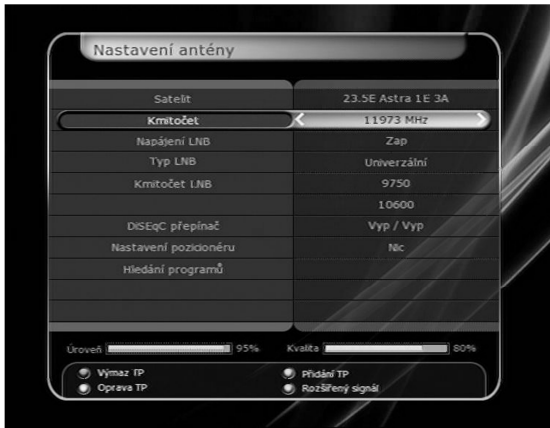 Nastavení antény
Satelit 23.5E Astra 1E 3A
Kmitočet 11973 MHz
Napájení LNB Zap
Typ LNB Univerzální
Kmitočet LNB 9750
10600
DiSEqC přepínač Vyp / Vyp
Nastavení pozicionéru Nic
Hledání programů
Úroveň 95% Kvalita 80%
Výmaz TP Přidání TP
Oprava TP Rozšířený signál